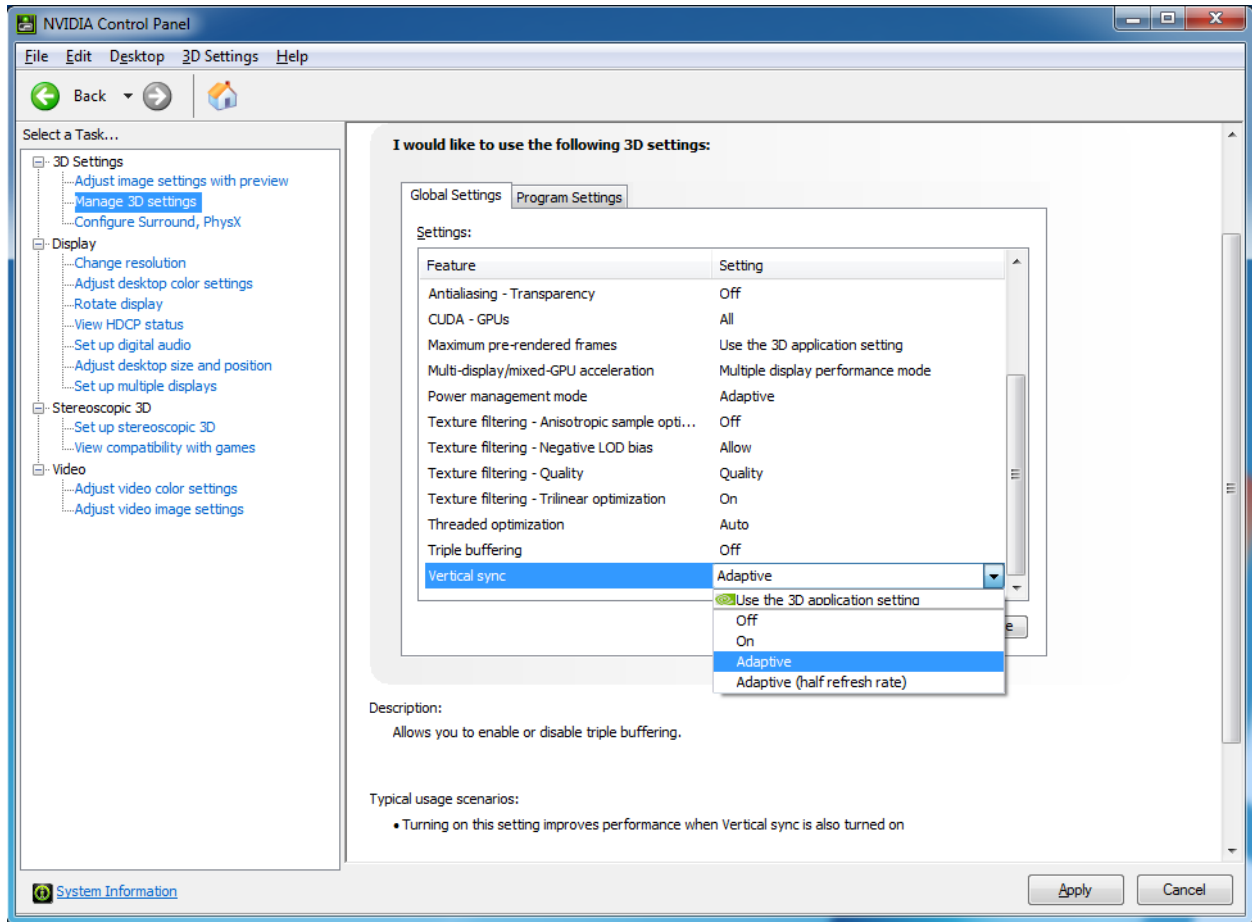 NVIDIA Control Panel
File Edit Desktop 3D Settings Help
Back
Select a Task...
3D Settings
Adjust image settings with preview
Manage 3D settings
Configure Surround, PhysX
Display
Change resolution
Adjust desktop color settings
Rotate display
View HDCP status
Set up digital audio
Adjust desktop size and position
Set up multiple displays
Stereoscopic 3D
Set up stereoscopic 3D
View compatibility with games
Video
Adjust video color settings
Adjust video image settings
I would like to use the following 3D settings:
Global Settings Program Settings
Settings:
Feature Setting
Antialiasing - Transparency Off
CUDA - GPUs All
Maximum pre-rendered frames Use the 3D application setting
Multi-display/mixed-GPU acceleration Multiple display performance mode
Power management mode Adaptive
Texture filtering - Anisotropic sample opti... Off
Texture filtering - Negative LOD bias Allow
Texture filtering - Quality Quality
Texture filtering - Trilinear optimization On
Threaded optimization Auto
Triple buffering Off
Vertical sync Adaptive
Use the 3D application setting
Off
On
Adaptive
Adaptive (half refresh rate)
Description:
Allows you to enable or disable triple buffering.
Typical usage scenarios:
• Turning on this setting improves performance when Vertical sync is also turned on
System Information
Apply Cancel